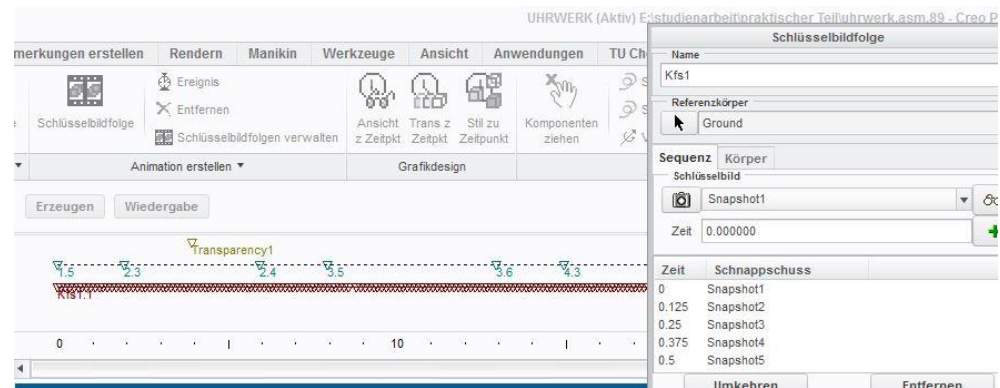 UHRWERK (Aktiv) E:\studienarbeit\praktischer Teil\uhrwerk.asm.89 - Creo P
merkungen erstellen Rendern Manikin Werkzeuge Ansicht Anwendungen TU Ch
Schlüsselbildfolge
Ereignis
Entfernen
Schlüsselbildfolgen verwalten
Ansicht z Zeitpkt
Trans z Zeitpkt
Stil zu Zeitpunkt
Komponenten ziehen
Animation erstellen
Grafikdesign
Erzeugen Wiedergabe
Transparency1
1.5 2.3 2.4 3.5 3.6 4.3
Kfs1.1
0 10
Schlüsselbildfolge
Name
Kfs1
Referenzkörper
Ground
Sequenz Körper
Schlüsselbild
Snapshot1
Zeit 0.000000
Zeit Schnappschuss
0 Snapshot1
0.125 Snapshot2
0.25 Snapshot3
0.375 Snapshot4
0.5 Snapshot5
Umkehren Entfernen